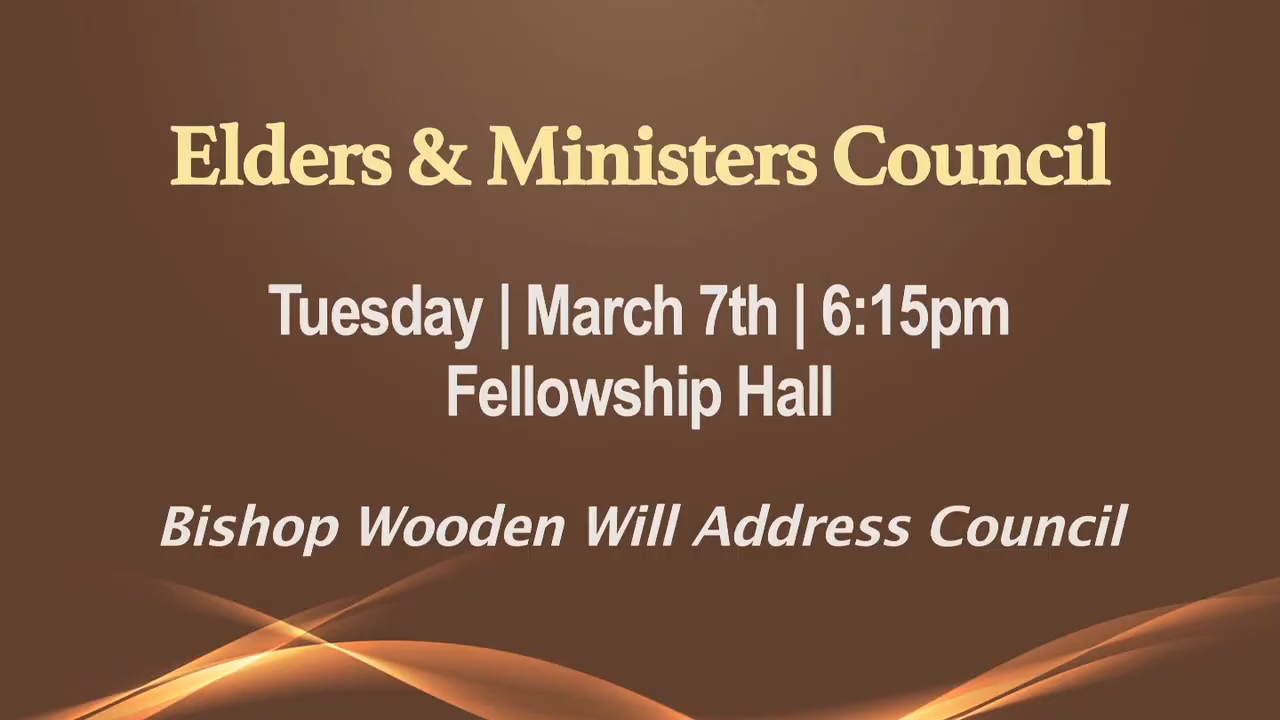 Elders & Ministers Council
Tuesday | March 7th | 6:15pm
Fellowship Hall
Bishop Wooden Will Address Council